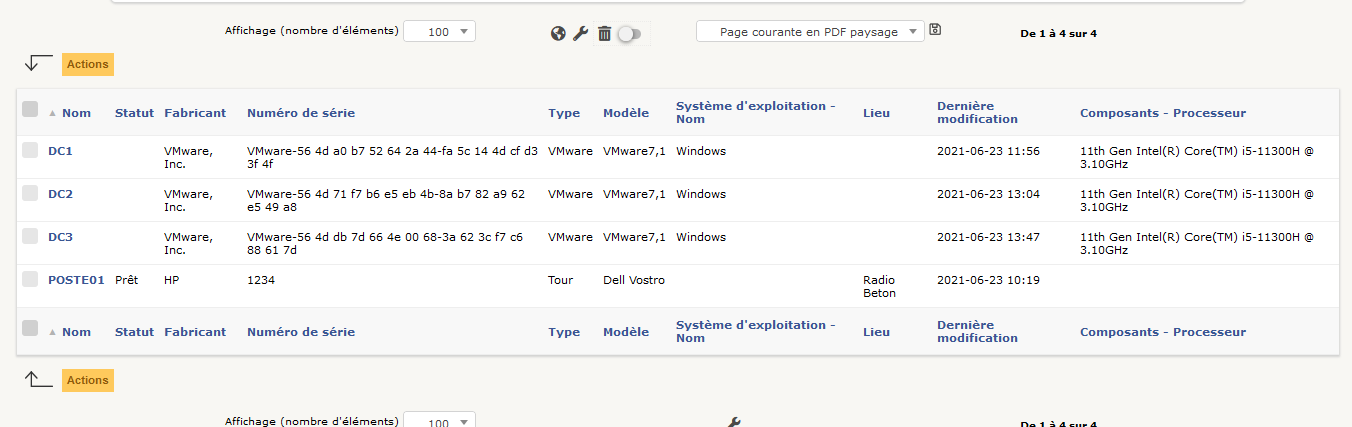 Affichage (nombre d'éléments) 100 Page courante en PDF paysage De 1 à 4 sur 4
Actions
Nom Statut Fabricant Numéro de série Type Modèle Système d'exploitation - Nom Lieu Dernière modification Composants - Processeur
DC1 VMware, Inc. VMware-56 4d a0 b7 52 64 2a 44-fa 5c 14 4d cf d3 3f 4f VMware VMware7,1 Windows 2021-06-23 11:56 11th Gen Intel(R) Core(TM) i5-11300H @ 3.10GHz
DC2 VMware, Inc. VMware-56 4d 71 f7 b6 e5 eb 4b-8a b7 82 a9 62 e5 49 a8 VMware VMware7,1 Windows 2021-06-23 13:04 11th Gen Intel(R) Core(TM) i5-11300H @ 3.10GHz
DC3 VMware, Inc. VMware-56 4d db 7d 66 4e 00 68-3a 62 3c f7 c6 88 61 7d VMware VMware7,1 Windows 2021-06-23 13:47 11th Gen Intel(R) Core(TM) i5-11300H @ 3.10GHz
POSTE01 Prêt HP 1234 Tour Dell Vostro Radio Beton 2021-06-23 10:19
Nom Statut Fabricant Numéro de série Type Modèle Système d'exploitation - Nom Lieu Dernière modification Composants - Processeur
Actions
Affichage (nombre d'éléments) 100 De 1 à 4 sur 4